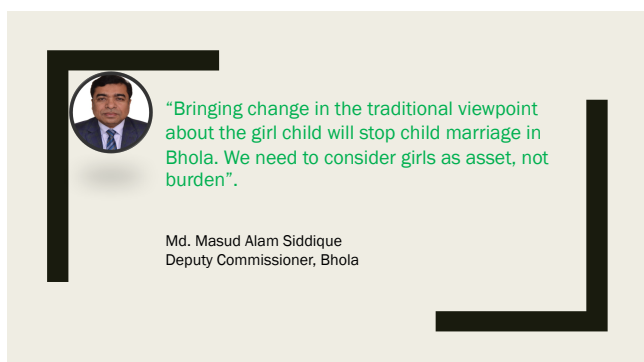 “Bringing change in the traditional viewpoint
about the girl child will stop child marriage in
Bhola. We need to consider girls as asset, not
burden”.
Md. Masud Alam Siddique
Deputy Commissioner, Bhola